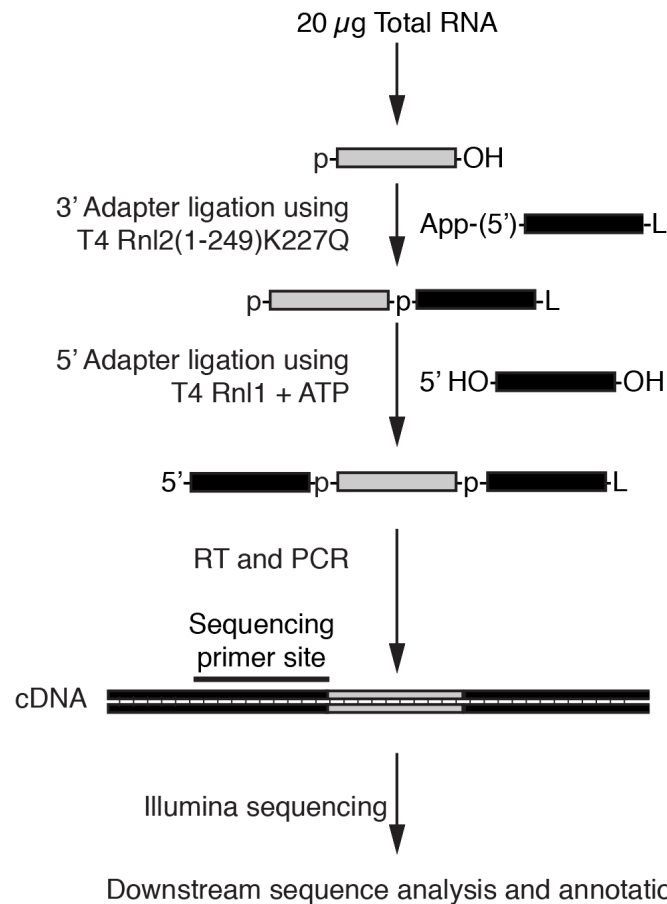 20 µg Total RNA
p- -OH
3’ Adapter ligation using
T4 Rnl2(1-249)K227Q
App-(5’)- -L
p- -p- -L
5’ Adapter ligation using
T4 Rnl1 + ATP
5’ HO- -OH
5’- -p- -p- -L
RT and PCR
Sequencing
primer site
cDNA
Illumina sequencing
Downstream sequence analysis and annotatio